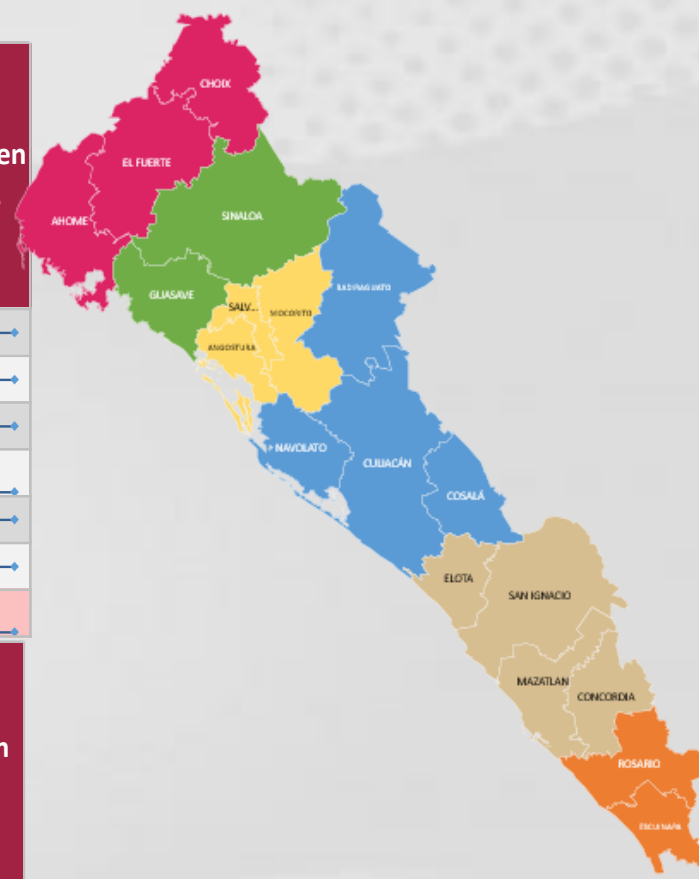 en
n
CHOIX
EL FUERTE
AHOME
SINALOA
GUASAVE
SALV...
MOCORITO
ANGOSTURA
BADIRAGUATO
NAVOLATO
CULIACÁN
COSALÁ
ELOTA
SAN IGNACIO
MAZATLAN
CONCORDIA
ROSARIO
ESCUINAPA